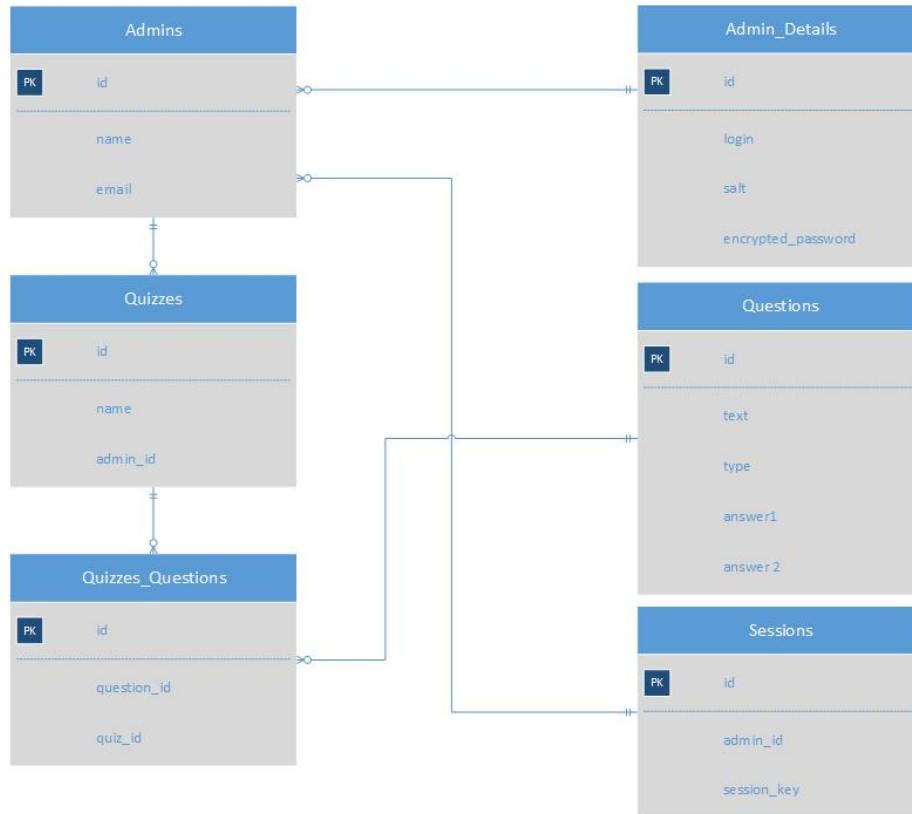 Admins
PK id
name
email
Quizzes
PK id
name
admin_id
Quizzes_Questions
PK id
question_id
quiz_id
Admin_Details
PK id
login
salt
encrypted_password
Questions
PK id
text
type
answer1
answer 2
Sessions
PK id
admin_id
session_key